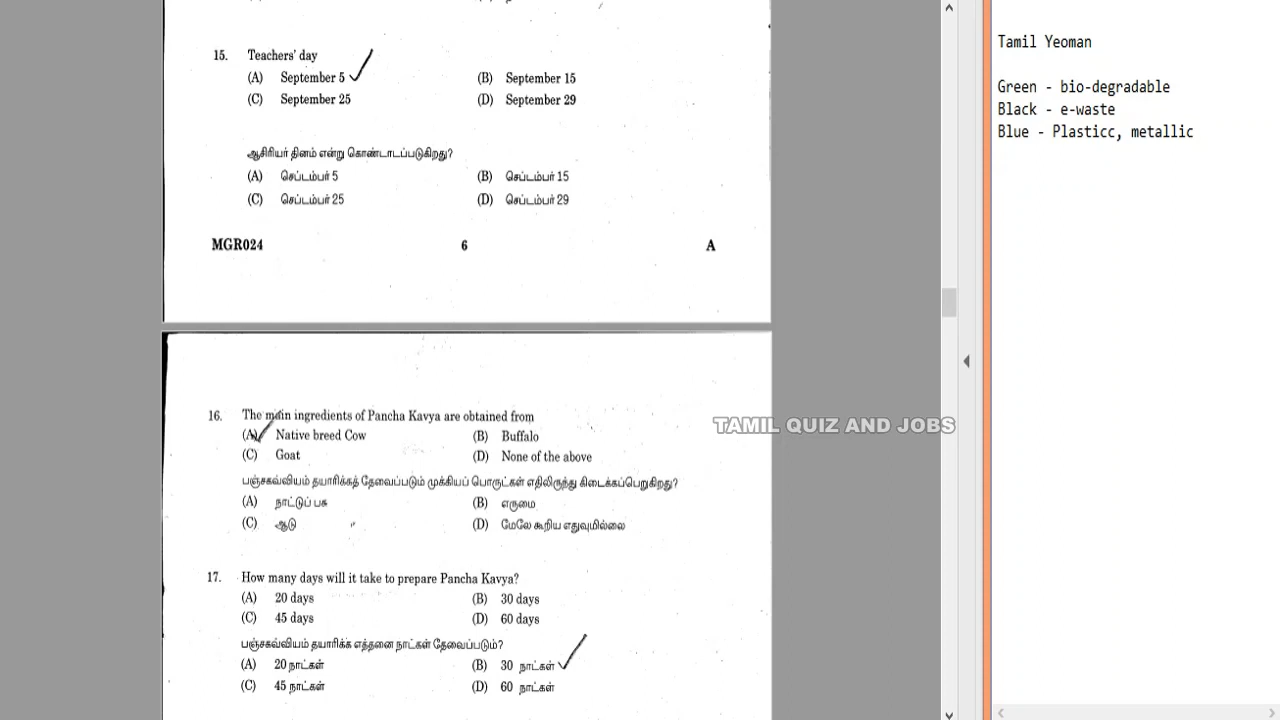 15. Teachers' day
(A) September 5 (B) September 15
(C) September 25 (D) September 29
ஆசிரியர் தினம் என்று கொண்டாடப்படுகிறது?
(A) செப்டம்பர் 5 (B) செப்டம்பர் 15
(C) செப்டம்பர் 25 (D) செப்டம்பர் 29
MGR024 6 A
16. The main ingredients of Pancha Kavya are obtained from
(A) Native breed Cow (B) Buffalo
(C) Goat (D) None of the above
பஞ்சகவ்வியம் தயாரிக்கத் தேவைப்படும் முக்கியப் பொருட்கள் எதிலிருந்து கிடைக்கப்பெறுகிறது?
(A) நாட்டுப் பசு (B) எருமை
(C) ஆடு (D) மேலே கூறிய எதுவுமில்லை
17. How many days will it take to prepare Pancha Kavya?
(A) 20 days (B) 30 days
(C) 45 days (D) 60 days
பஞ்சகவ்வியம் தயாரிக்க எத்தனை நாட்கள் தேவைப்படும்?
(A) 20 நாட்கள் (B) 30 நாட்கள்
(C) 45 நாட்கள் (D) 60 நாட்கள்
TAMIL QUIZ AND JOBS
Tamil Yeoman
Green - bio-degradable
Black - e-waste
Blue - Plasticc, metallic